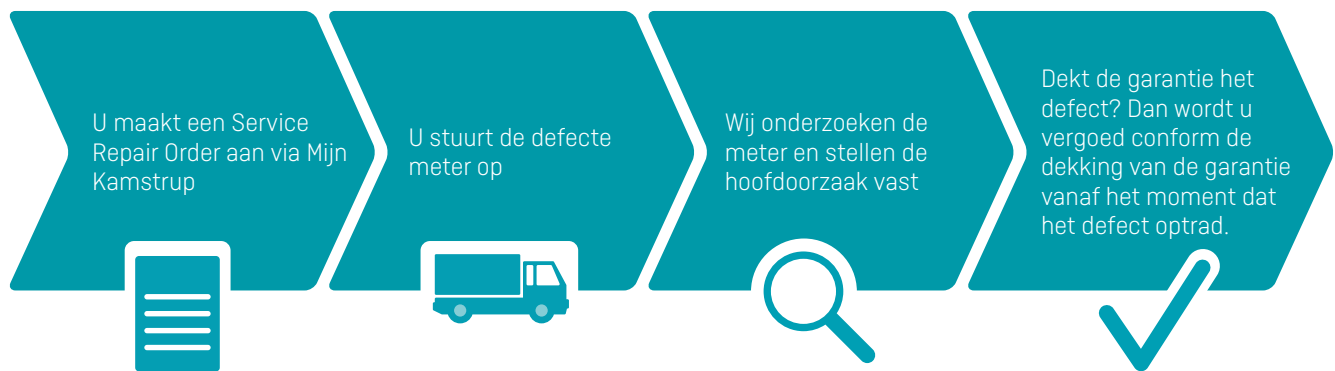 U maakt een Service
Repair Order aan via Mijn
Kamstrup
U stuurt de defecte
meter op
Wij onderzoeken de
meter en stellen de
hoofdoorzaak vast
Dekt de garantie het
defect? Dan wordt u
vergoed conform de
dekking van de garantie
vanaf het moment dat
het defect optrad.